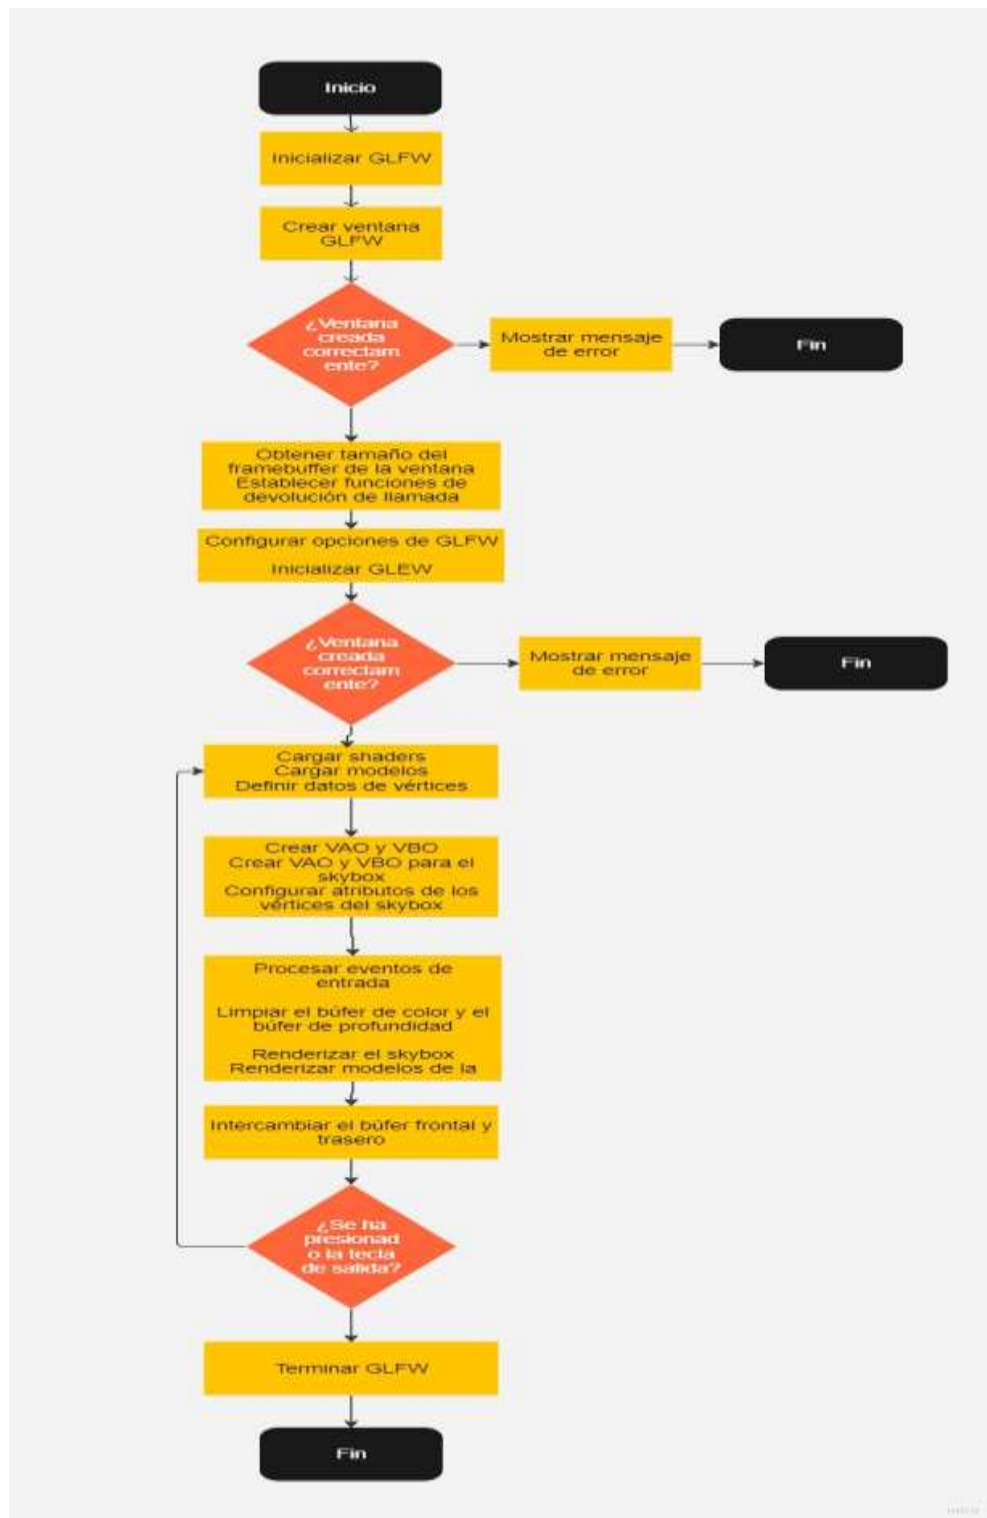 Inicio
Inicializar GLFW
Crear ventana
GLFW
¿Ventana
creada
correctam
ente?
Mostrar mensaje
de error
Fin
Obtener tamaño del
framebuffer de la ventana
Establecer funciones de
devolución de llamada
Configurar opciones de GLFW
Inicializar GLEW
¿Ventana
creada
correctam
ente?
Mostrar mensaje
de error
Fin
Cargar shaders
Cargar modelos
Definir datos de vértices
Crear VAO y VBO
Crear VAO y VBO para el
skybox
Configurar atributos de los
vértices del skybox
Procesar eventos de
entrada
Limpiar el búfer de color y el
búfer de profundidad
Renderizar el skybox
Renderizar modelos de la
Intercambiar el búfer frontal y
trasero
¿Se ha
presionad
o la tecla
de salida?
Terminar GLFW
Fin